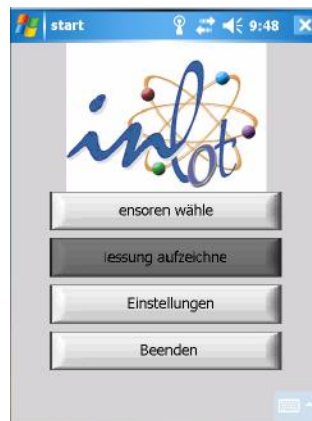 start 9:48
inlot
ensoren wähle
lessung aufzeichne
Einstellungen
Beenden